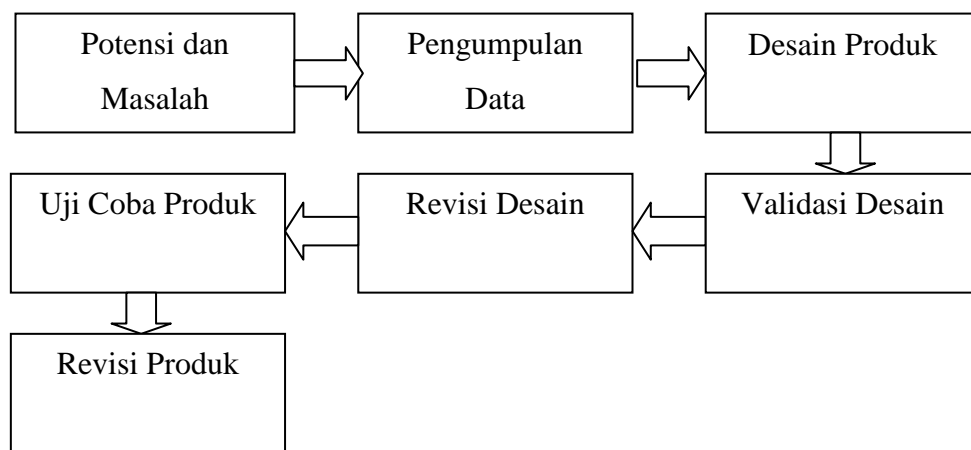 Potensi dan
Masalah
Pengumpulan
Data
Desain Produk
Validasi Desain
Revisi Desain
Uji Coba Produk
Revisi Produk